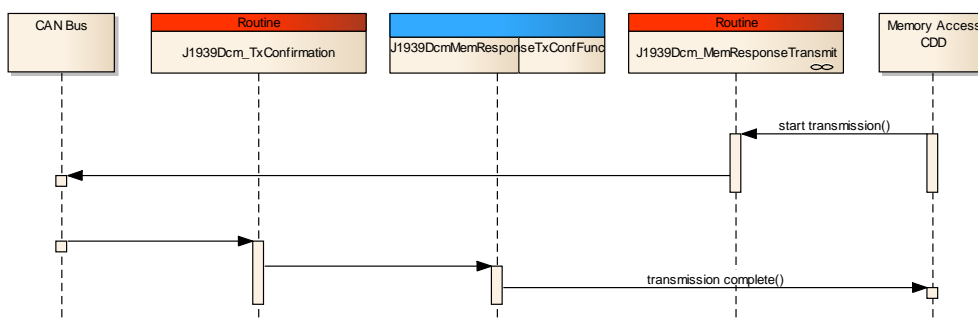 CAN Bus
Routine
J1939Dcm_TxConfirmation
J1939DcmMemResponseTxConfFunc
Routine
J1939Dcm_MemResponseTransmit
Memory Access
CDD
start transmission()
transmission complete()